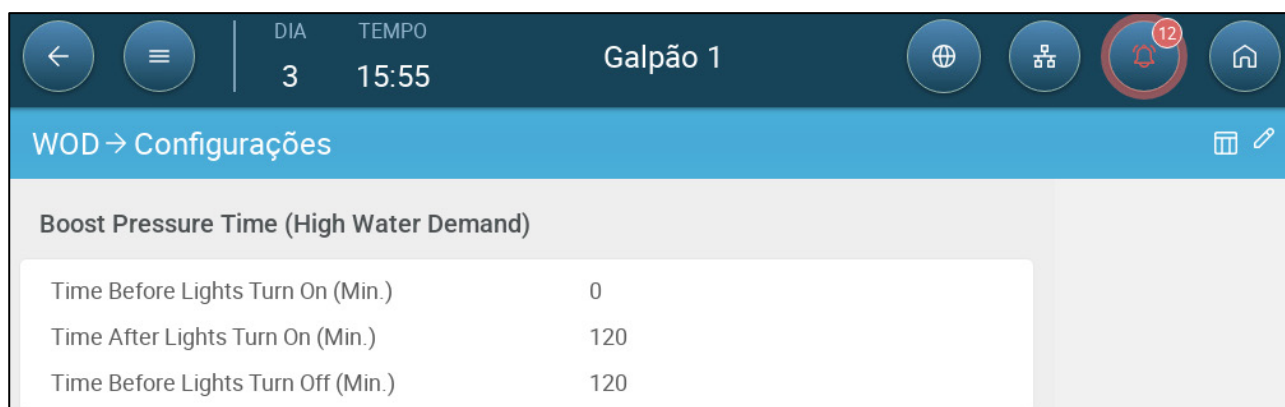 DIA TEMPO
3 15:55 Galpão 1 12
WOD → Configurações
Boost Pressure Time (High Water Demand)
Time Before Lights Turn On (Min.) 0
Time After Lights Turn On (Min.) 120
Time Before Lights Turn Off (Min.) 120